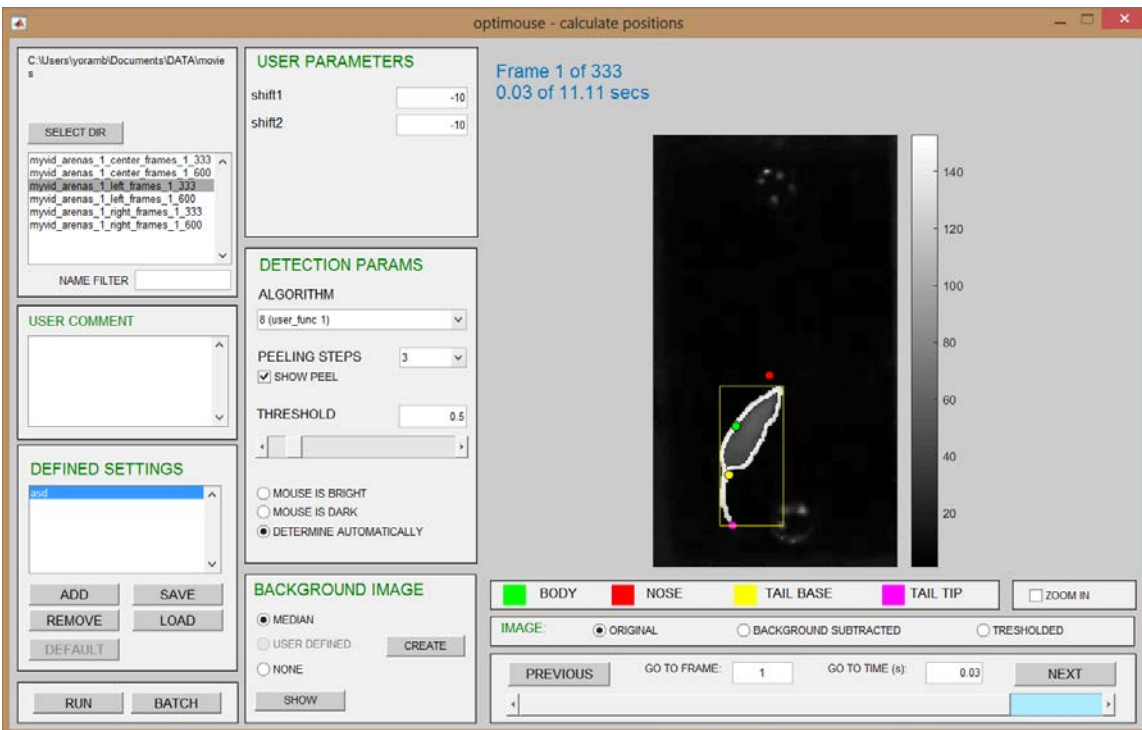 optimouse - calculate positions
C:\Users\yoramb\Documents\DATA\movie
s
SELECT DIR
myvid_arenas_1_center_frames_1_333
myvid_arenas_1_center_frames_1_600
myvid_arenas_1_left_frames_1_333
myvid_arenas_1_left_frames_1_600
myvid_arenas_1_right_frames_1_333
myvid_arenas_1_right_frames_1_600
NAME FILTER
USER COMMENT
DEFINED SETTINGS
asd
ADD SAVE
REMOVE LOAD
DEFAULT
RUN BATCH
USER PARAMETERS
shift1 -10
shift2 -10
DETECTION PARAMS
ALGORITHM
8 (user_func 1)
PEELING STEPS 3
SHOW PEEL
THRESHOLD 0.5
MOUSE IS BRIGHT
MOUSE IS DARK
DETERMINE AUTOMATICALLY
BACKGROUND IMAGE
MEDIAN
USER DEFINED CREATE
NONE
SHOW
Frame 1 of 333
0.03 of 11.11 secs
140
120
100
80
60
40
20
BODY NOSE TAIL BASE TAIL TIP ZOOM IN
IMAGE: ORIGINAL BACKGROUND SUBTRACTED TRESHOLDED
PREVIOUS GO TO FRAME: 1 GO TO TIME (s): 0.03 NEXT